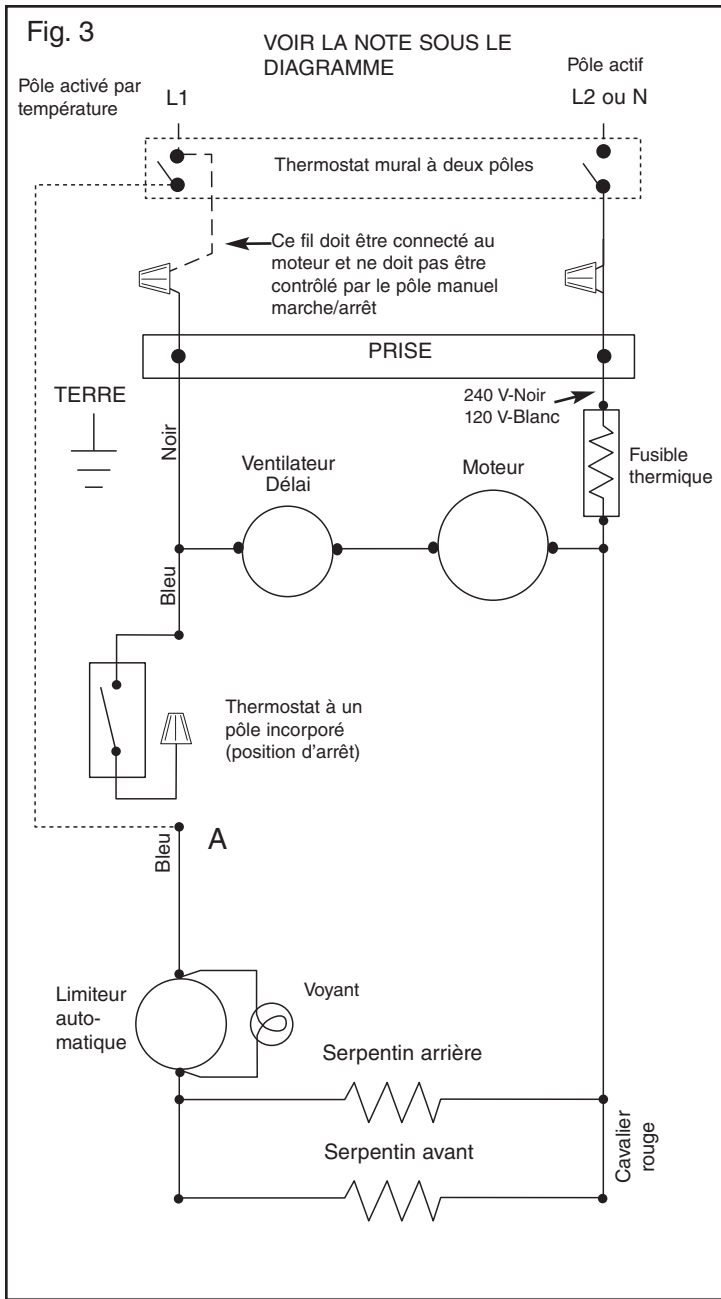 Fig. 3
VOIR LA NOTE SOUS LE
DIAGRAMME
Pôle activé par
température
L1
Pôle actif
L2 ou N
Thermostat mural à deux pôles
Ce fil doit être connecté au
moteur et ne doit pas être
contrôlé par le pôle manuel
marche/arrêt
PRISE
TERRE
240 V-Noir
120 V-Blanc
Noir
Ventilateur
Délai
Moteur
Fusible
thermique
Bleu
Thermostat à un
pôle incorporé
(position d'arrêt)
A
Bleu
Limiteur
auto-
matique
Voyant
Serpentin arrière
Serpentin avant
Cavalier
rouge